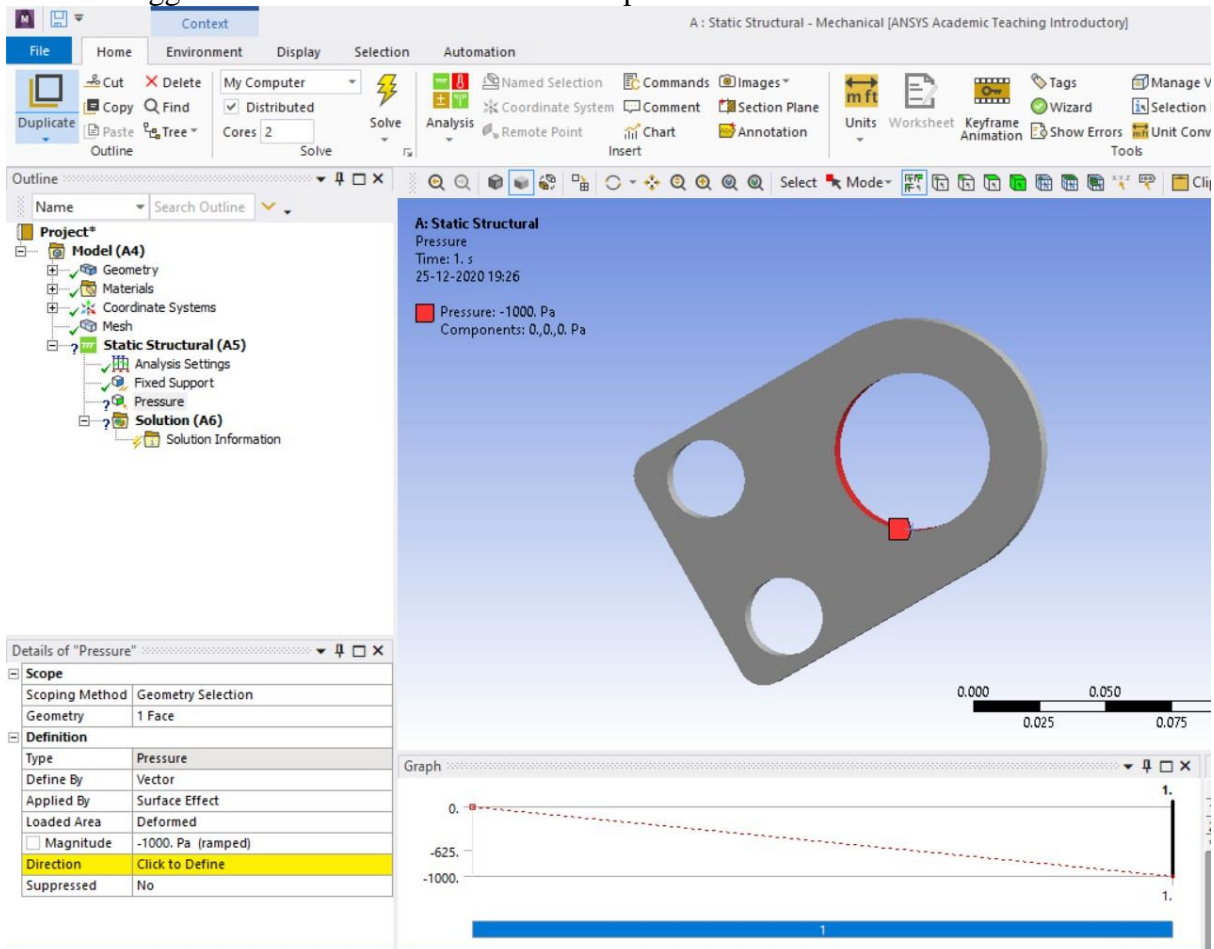 M
Context
A : Static Structural - Mechanical [ANSYS Academic Teaching Introductory]
File Home Environment Display Selection Automation
Duplicate
Cut
Copy
Paste
Delete
Find
Tree
Outline
My Computer
Distributed
Cores 2
Solve
Solve
Analysis
Named Selection
Coordinate System
Remote Point
Commands
Comment
Chart
Images
Section Plane
Annotation
Insert
Units
Worksheet
Keyframe Animation
Tags
Wizard
Show Errors
Manage V
Selection
Unit Conv
Tools
Outline
Name Search Outline
Project*
Model (A4)
Geometry
Materials
Coordinate Systems
Mesh
Static Structural (A5)
Analysis Settings
Fixed Support
Pressure
Solution (A6)
Solution Information
Select Mode Clip
A: Static Structural
Pressure
Time: 1. s
25-12-2020 19:26
Pressure: -1000. Pa
Components: 0.,0.,0. Pa
0.000 0.050
0.025 0.075
Details of "Pressure"
Scope
Scoping Method Geometry Selection
Geometry 1 Face
Definition
Type Pressure
Define By Vector
Applied By Surface Effect
Loaded Area Deformed
Magnitude -1000. Pa (ramped)
Direction Click to Define
Suppressed No
Graph
1.
0.
-625.
-1000.
1.
1